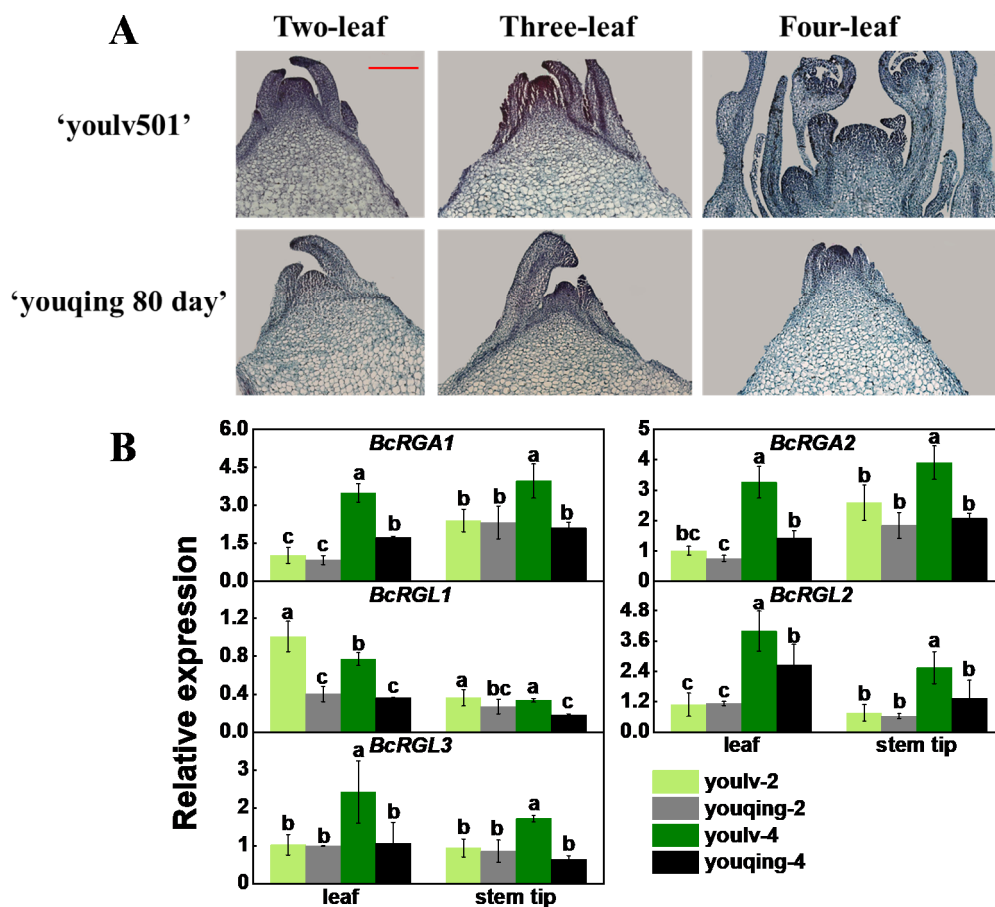 A
Two-leaf Three-leaf Four-leaf
‘youlv501’
‘youqing 80 day’
B
Relative expression
BcRGA1
6.0
4.5
3.0
1.5
0.0
c c a b b b a b
BcRGA2
5
4
3
2
1
0
bc c a b b b a b
BcRGL1
1.2
0.8
0.4
0.0
a c b c a bc a c
BcRGL2
4.8
3.6
2.4
1.2
0.0
c c a b b b a b
leaf stem tip
BcRGL3
3
2
1
0
b b a b b b a b
leaf stem tip
youlv-2
youqing-2
youlv-4
youqing-4